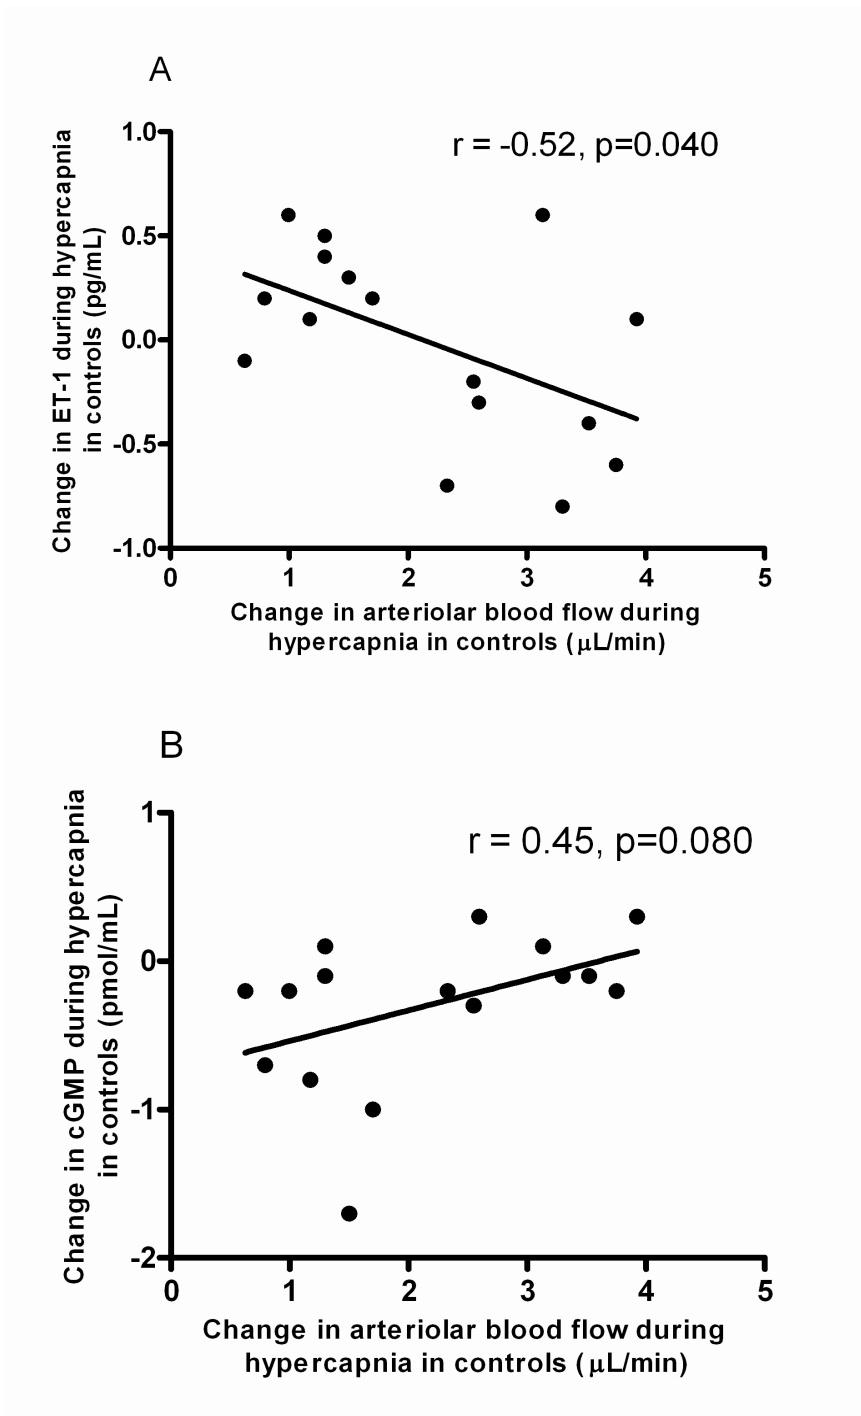 A
r = -0.52, p=0.040
Change in ET-1 during hypercapnia
in controls (pg/mL)
1.0
0.5
0.0
-0.5
-1.0
0 1 2 3 4 5
Change in arteriolar blood flow during
hypercapnia in controls (μL/min)
B
r = 0.45, p=0.080
Change in cGMP during hypercapnia
in controls (pmol/mL)
1
0
-1
-2
0 1 2 3 4 5
Change in arteriolar blood flow during
hypercapnia in controls (μL/min)